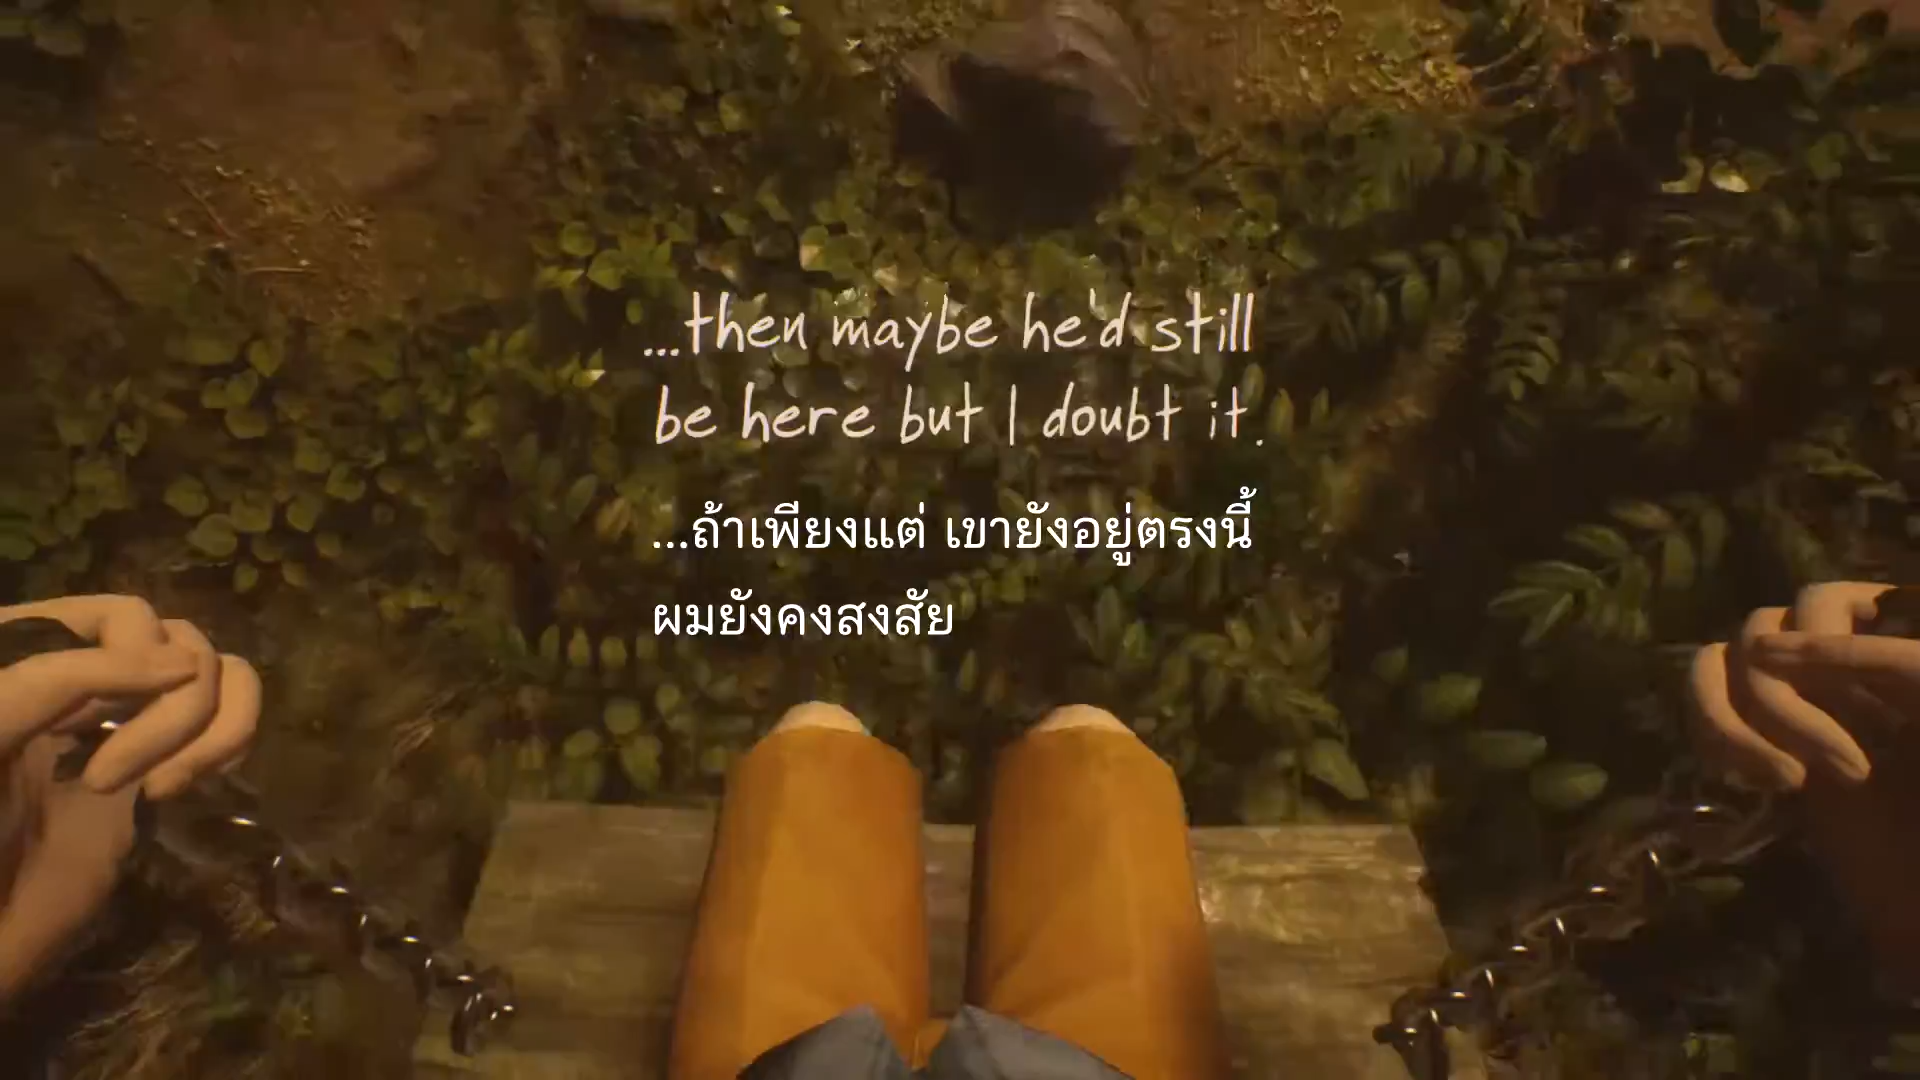 ...then maybe he'd still
be here but I doubt it.
...ถ้าเพียงแต่ เขายังอยู่ตรงนี้
ผมยังคงสงสัย